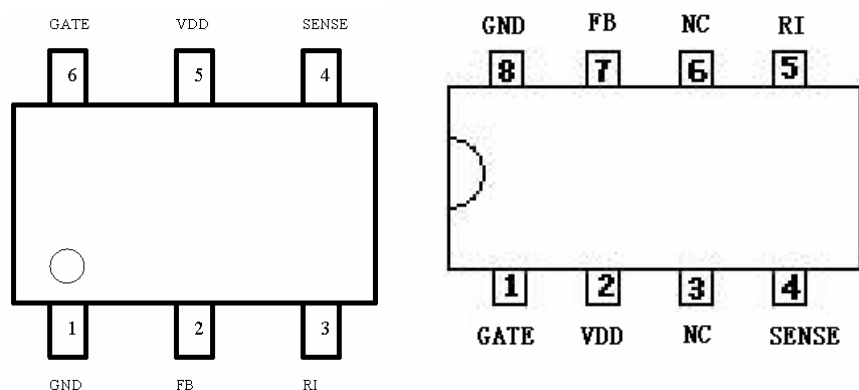 GATE VDD SENSE
6 5 4
1 2 3
GND FB RI
GND FB NC RI
8 7 6 5
1 2 3 4
GATE VDD NC SENSE